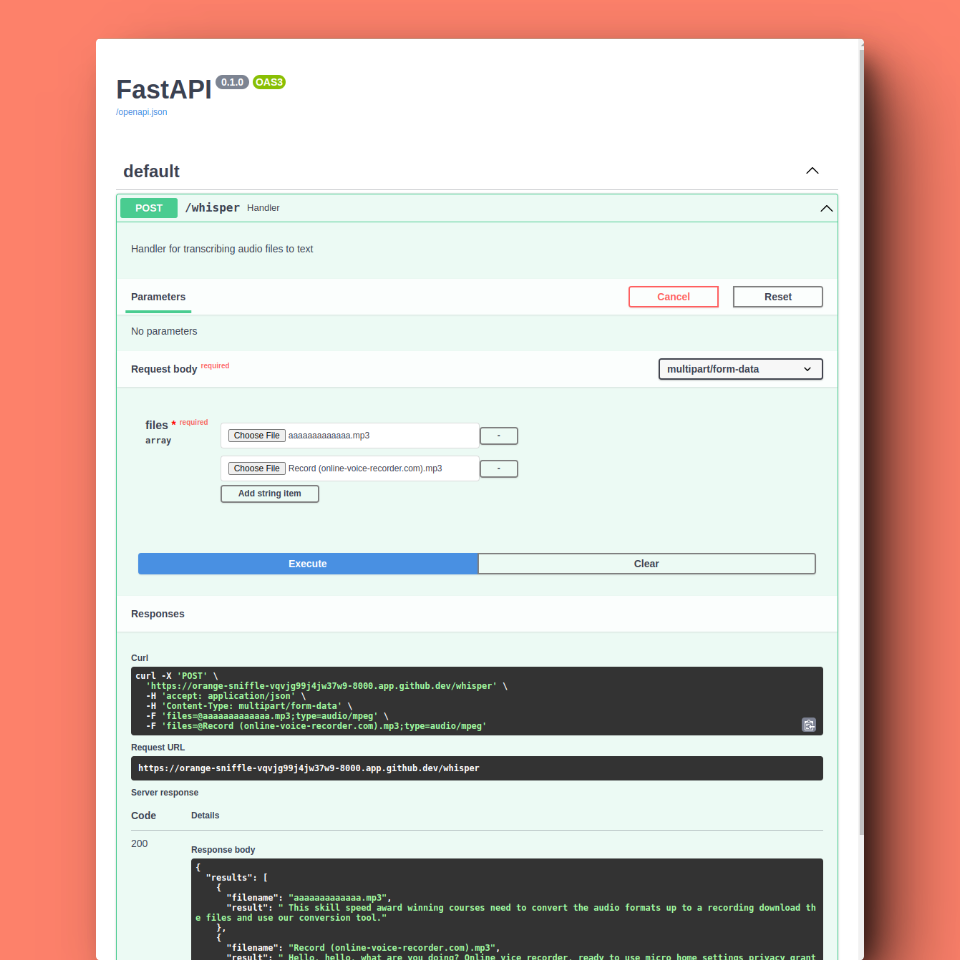 FastAPI 0.1.0 OAS3
/openapi.json
default
POST /whisper Handler
Handler for transcribing audio files to text
Parameters Cancel Reset
No parameters
Request body required multipart/form-data
files * required
array
Choose File aaaaaaaaaaaaa.mp3 -
Choose File Record (online-voice-recorder.com).mp3 -
Add string item
Execute Clear
Responses
Curl
curl -X 'POST' \
'https://orange-sniffle-vqvjg99j4jw37w9-8000.app.github.dev/whisper' \
-H 'accept: application/json' \
-H 'Content-Type: multipart/form-data' \
-F 'files=@aaaaaaaaaaaaa.mp3;type=audio/mpeg' \
-F 'files=@Record (online-voice-recorder.com).mp3;type=audio/mpeg'
Request URL
https://orange-sniffle-vqvjg99j4jw37w9-8000.app.github.dev/whisper
Server response
Code Details
200
Response body
{
"results": [
{
"filename": "aaaaaaaaaaaaa.mp3",
"result": " This skill speed award winning courses need to convert the audio formats up to a recording download th
e files and use our conversion tool."
},
{
"filename": "Record (online-voice-recorder.com).mp3",
"result": " Hello, hello, what are you doing? Online vice recorder, ready to use micro home settings privacy grant